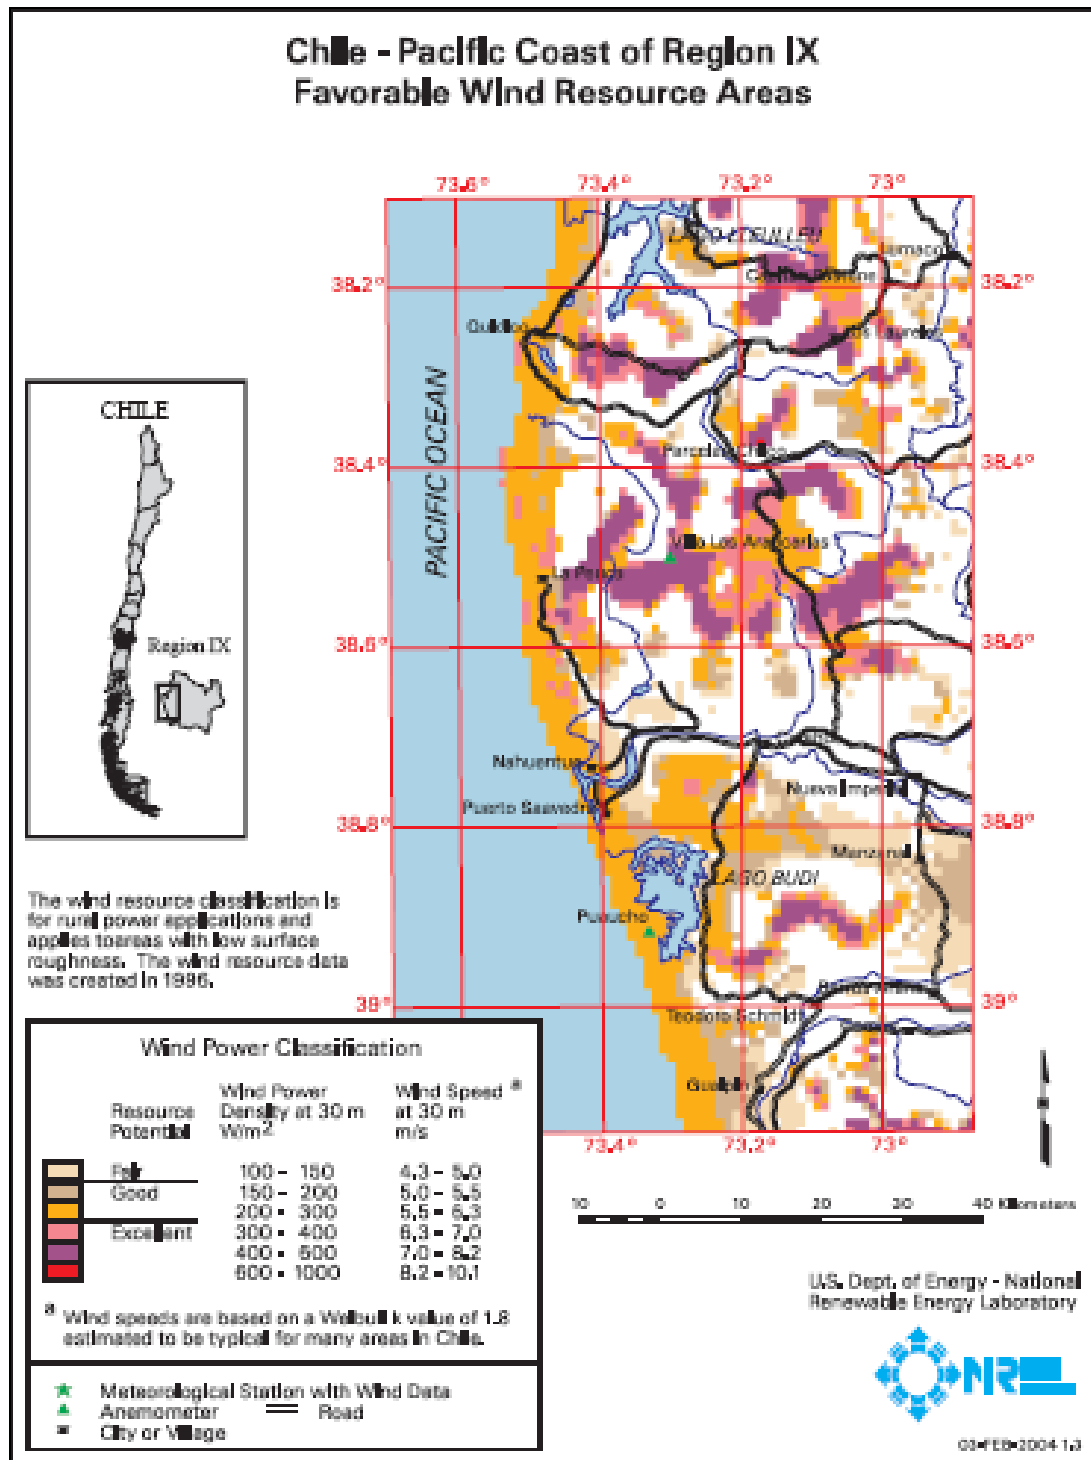 Chile - Pacific Coast of Region IX
Favorable Wind Resource Areas
73.6° 73.4° 73.2° 73°
38.2°
38.2°
Quidico
PACIFIC OCEAN
CHILE
38.4°
38.4°
Villa Las Araucarias
38.6°
38.6°
Region IX
Nahuentue
Puerto Saavedra
Nueva Imperial
38.8°
38.8°
Manzanal
LAGO BUDI
Puaucho
The wind resource classification is
for rural power applications and
applies toareas with low surface
roughness. The wind resource data
was created in 1996.
39°
39°
Teodoro Schmidt
Gualpin
73.4° 73.2° 73°
Wind Power Classification
Resource Potential
Wind Power Density at 30 m W/m2
Wind Speed a at 30 m m/s
Fair 100 - 150 4.3 - 5.0
Good 150 - 200 5.0 - 5.5
200 - 300 5.5 - 6.3
Excellent 300 - 400 6.3 - 7.0
400 - 600 7.0 - 8.2
600 - 1000 8.2 - 10.1
a Wind speeds are based on a Weibull k value of 1.8
estimated to be typical for many areas in Chile.
Meteorological Station with Wind Data
Anemometer Road
City or Village
10 0 10 20 30 40 Kilometers
U.S. Dept. of Energy - National
Renewable Energy Laboratory
NREL
03-FEB-2004 1.3